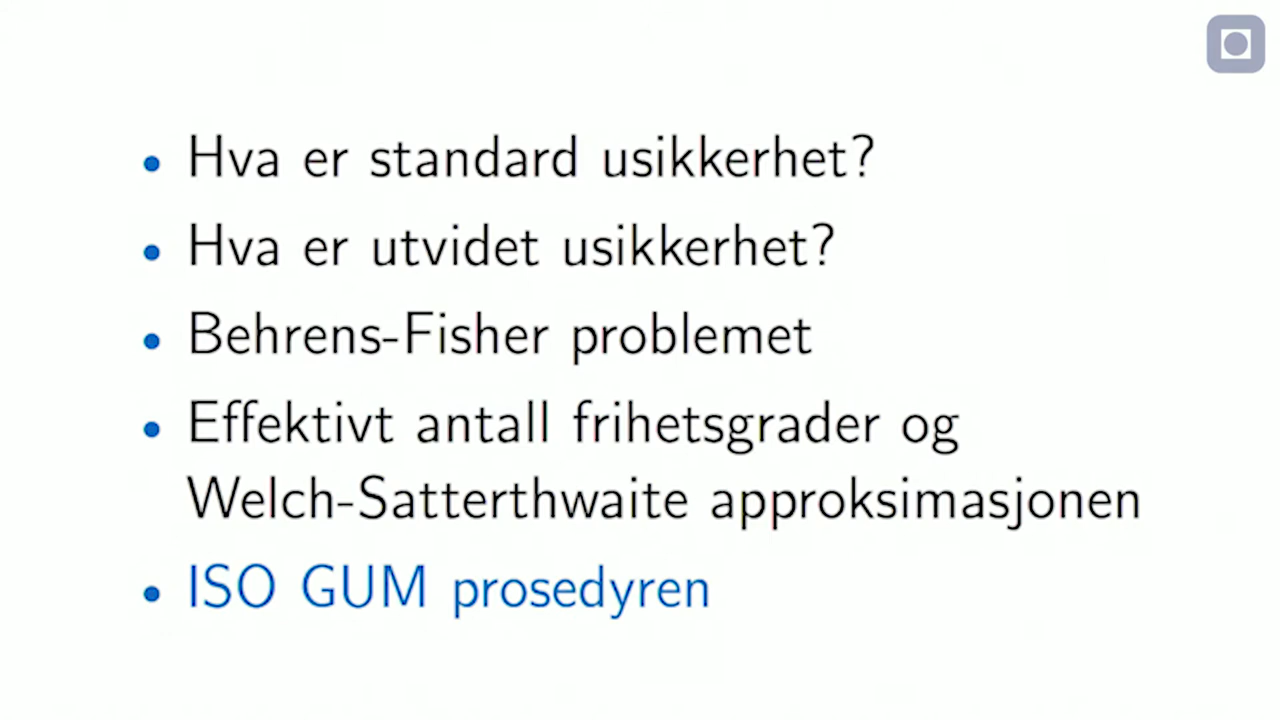 • Hva er standard usikkerhet?
• Hva er utvidet usikkerhet?
• Behrens-Fisher problemet
• Effektivt antall frihetsgrader og
Welch-Satterthwaite approksimasjonen
• ISO GUM prosedyren